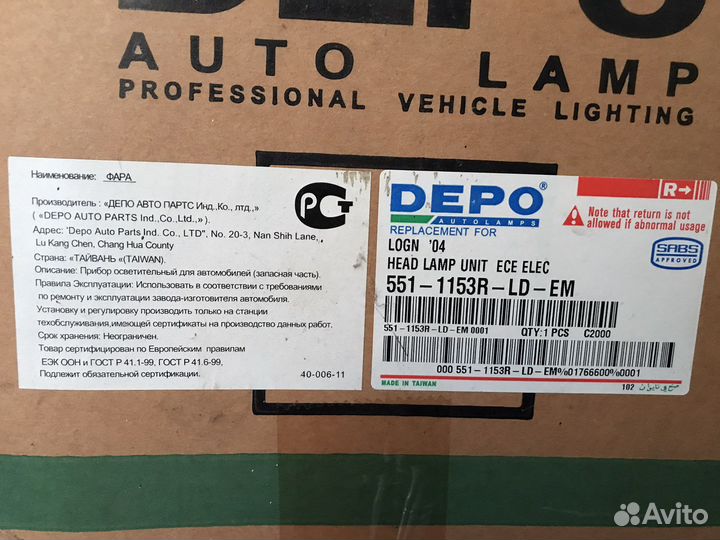 DEPO
AUTO LAMP
PROFESSIONAL VEHICLE LIGHTING
Наименование: ФАРА
Производитель : «ДЕПО АВТО ПАРТС Инд.,Ко., лтд.,»
( «DEPO AUTO PARTS Ind.,Co.,Ltd.,»).
Адрес: 'Depo Auto Parts Ind. Co., LTD", No. 20-3, Nan Shih Lane,
Lu Kang Chen, Chang Hua County
Страна: «ТАЙВАНЬ «(TAIWAN).
Описание: Прибор осветительный для автомобилей (запасная часть).
Правила Эксплуатации: Использовать в соответствии с требованиями
по ремонту и эксплуатации завода-изготовителя автомобиля.
Установку и регулировку производить только на станции
техобслуживания,имеющей сертификаты на производство данных работ.
Срок хранения: Неограничен.
Товар сертифицирован по Европейским правилам
ЕЭК ООН и ГОСТ Р 41.1-99, ГОСТ Р 41.6-99,
Подлежит обязательной сертификации.
40-006-11
РСТ
DEPO®
AUTOLAMPS
REPLACEMENT FOR
R
Note that return is not
allowed if abnormal usage
SABS
APPROVED
LOGN '04
HEAD LAMP UNIT ECE ELEC
551-1153R-LD-EM
551-1153R-LD-EM 0001 QTY:1 PCS C2000
000 551-1153R-LD-EM%01766600%0001
MADE IN TAIWAN
102
Avito